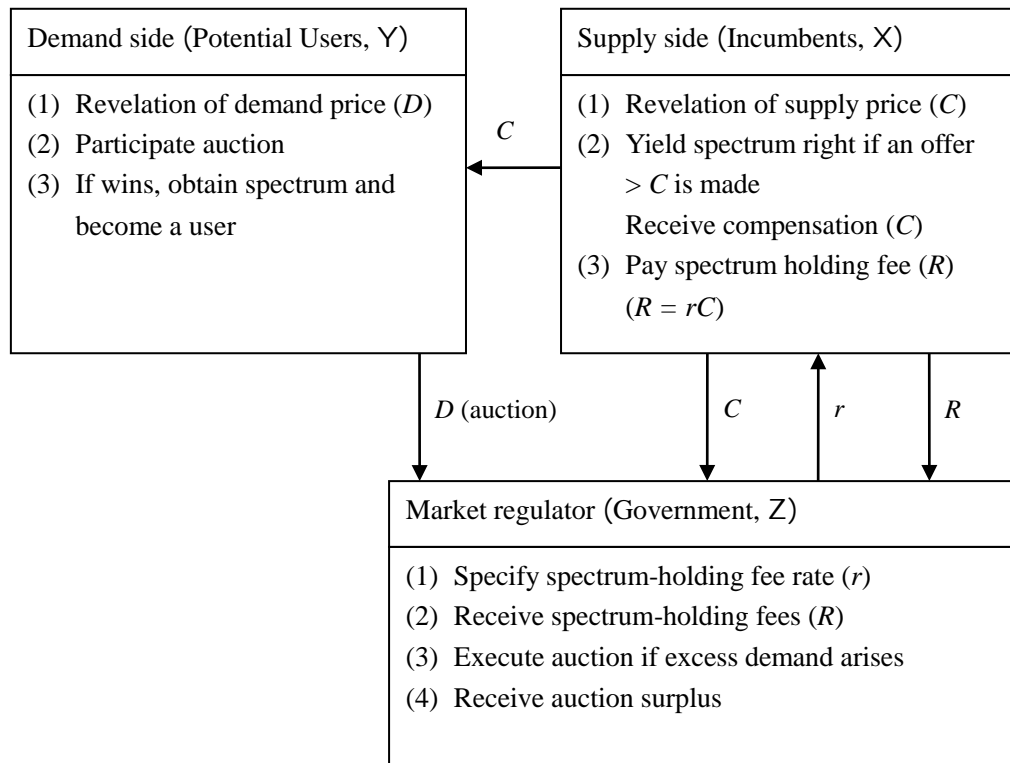 Demand side (Potential Users, Y)
(1) Revelation of demand price (D)
(2) Participate auction
(3) If wins, obtain spectrum and
become a user
C
Supply side (Incumbents, X)
(1) Revelation of supply price (C)
(2) Yield spectrum right if an offer
> C is made
Receive compensation (C)
(3) Pay spectrum holding fee (R)
(R = rC)
D (auction)
C
r
R
Market regulator (Government, Z)
(1) Specify spectrum-holding fee rate (r)
(2) Receive spectrum-holding fees (R)
(3) Execute auction if excess demand arises
(4) Receive auction surplus